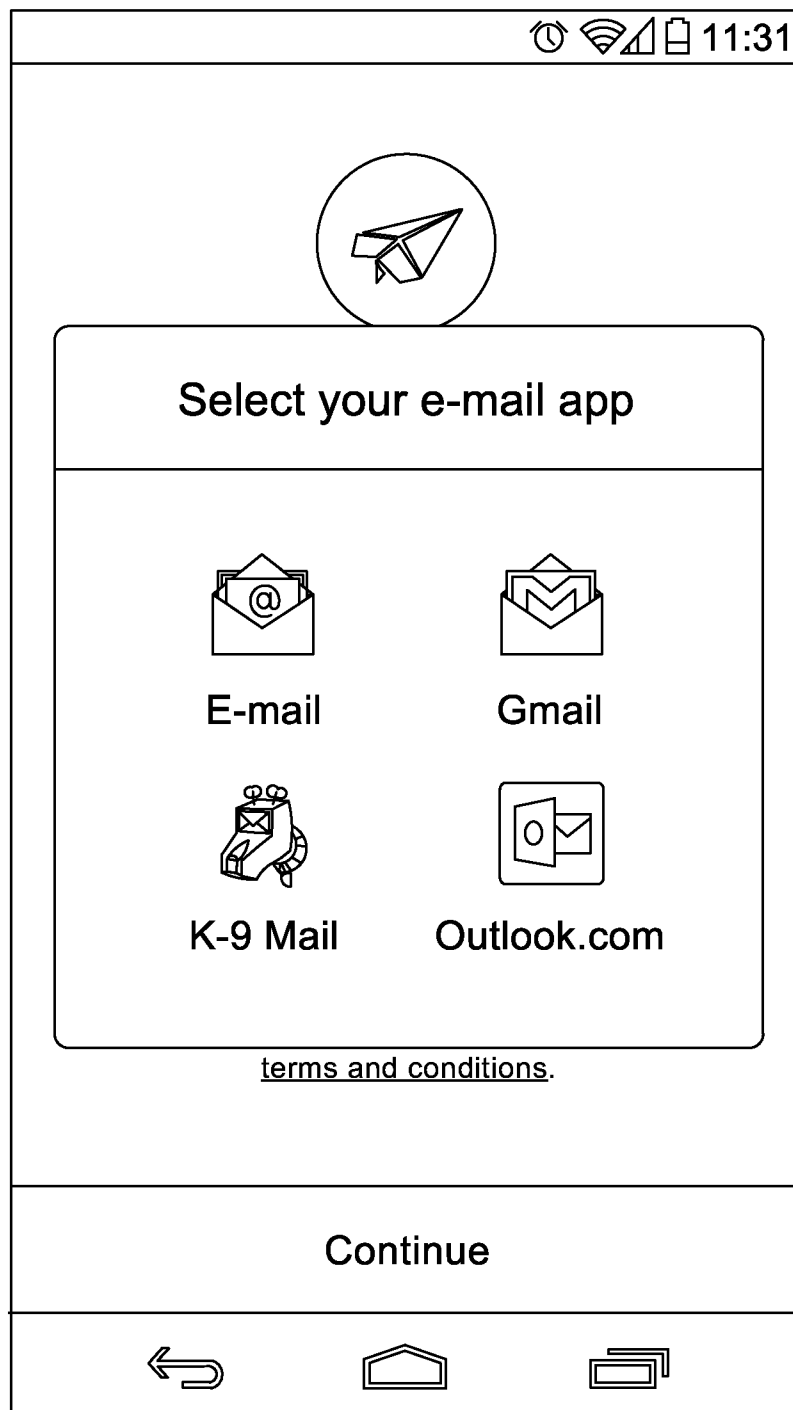 11:31
Select your e-mail app
@
E-mail Gmail
K-9 Mail Outlook.com
terms and conditions.
Continue